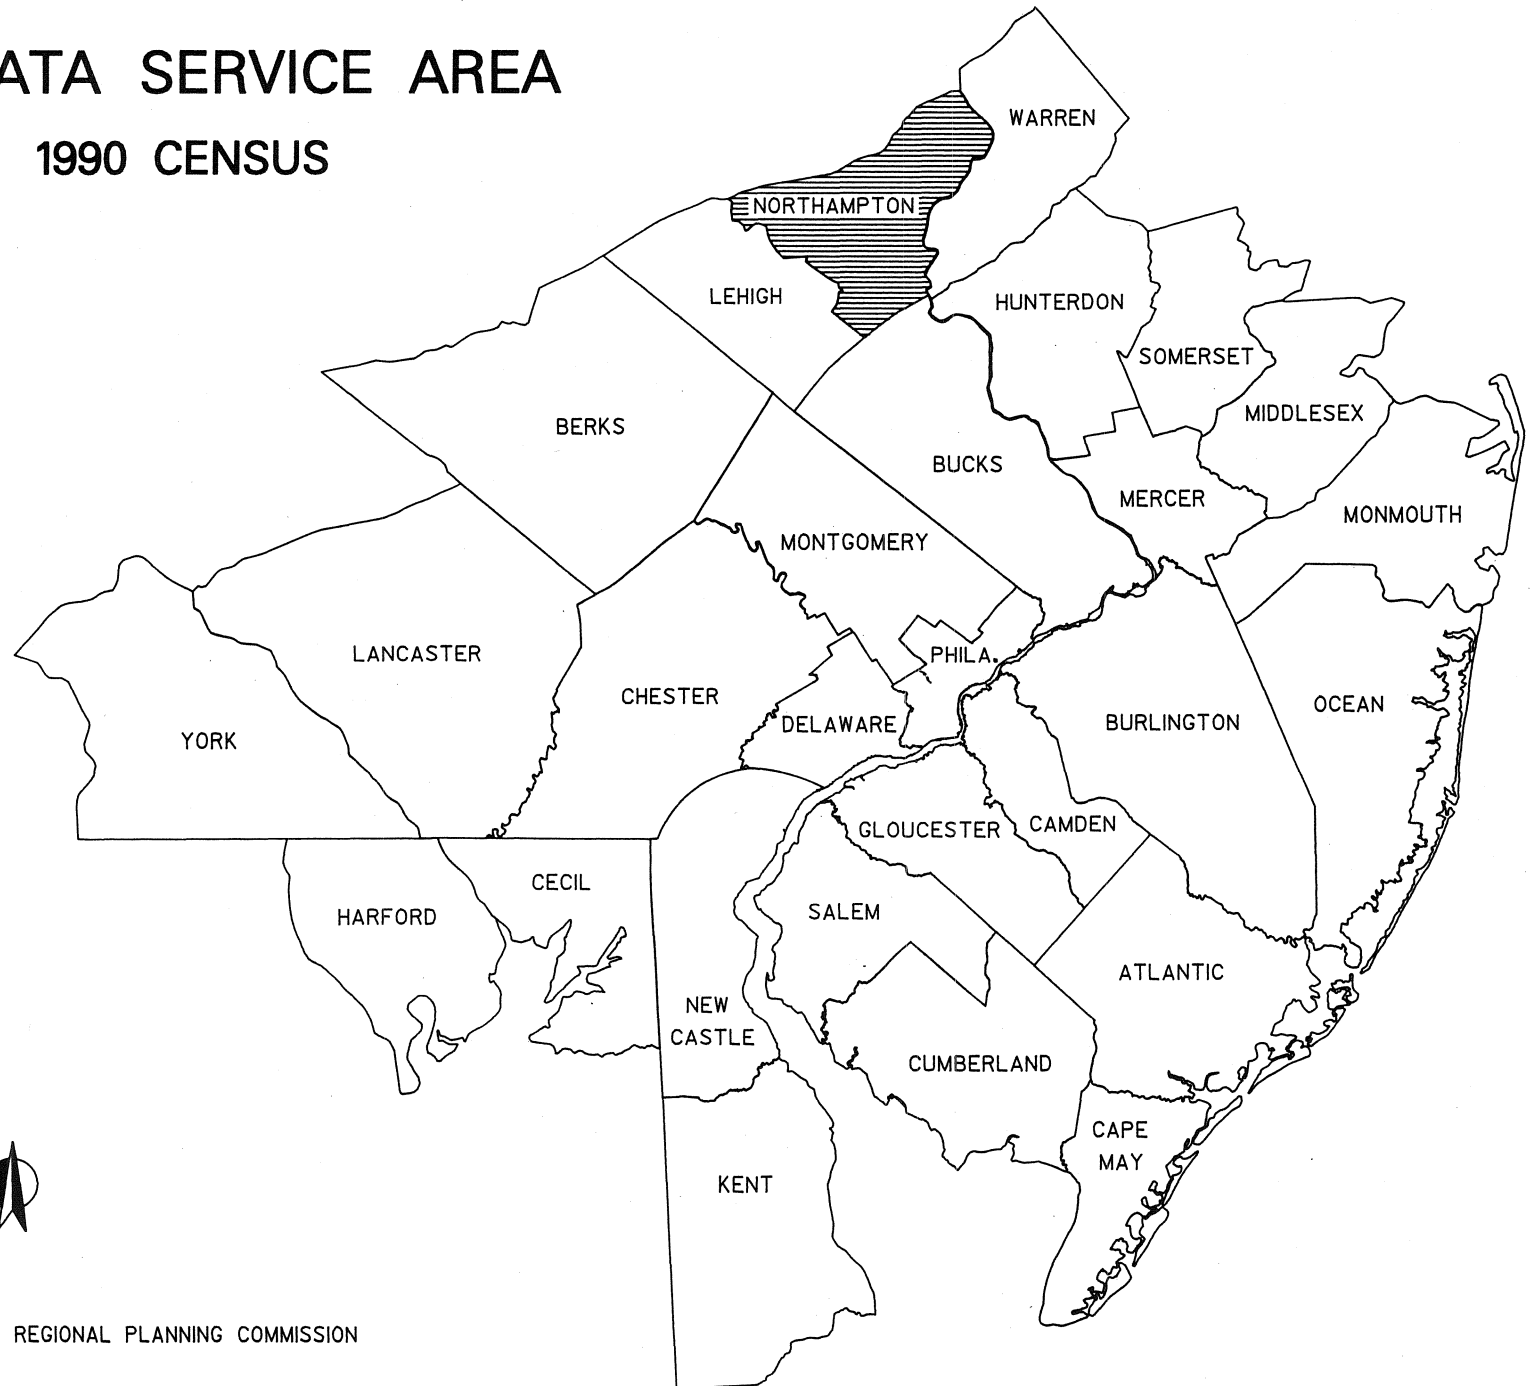 ATA SERVICE AREA
1990 CENSUS
WARREN
NORTHAMPTON
LEHIGH
HUNTERDON
SOMERSET
MIDDLESEX
BERKS
BUCKS
MERCER
MONMOUTH
MONTGOMERY
LANCASTER
PHILA.
CHESTER
DELAWARE
BURLINGTON
OCEAN
YORK
GLOUCESTER
CAMDEN
CECIL
HARFORD
SALEM
ATLANTIC
NEW
CASTLE
CUMBERLAND
CAPE
MAY
KENT
REGIONAL PLANNING COMMISSION